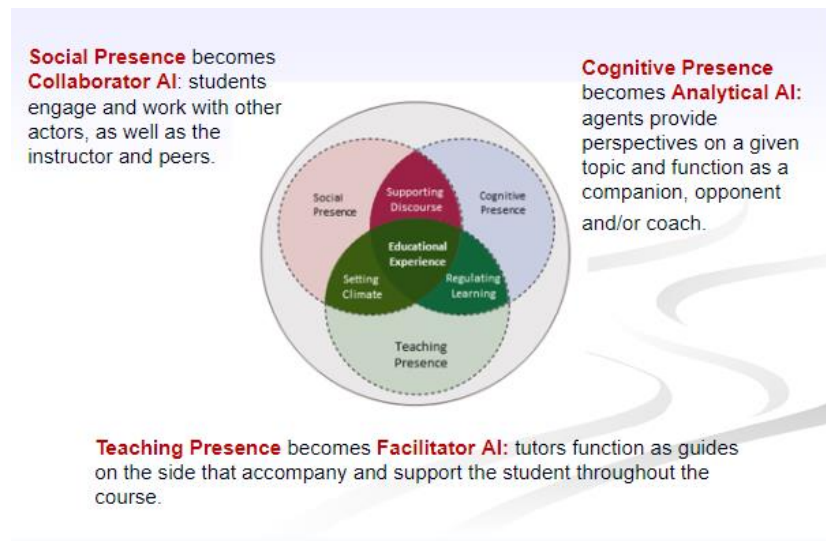 Social Presence becomes
Collaborator AI: students
engage and work with other
actors, as well as the
instructor and peers.
Cognitive Presence
becomes Analytical AI:
agents provide
perspectives on a given
topic and function as a
companion, opponent
and/or coach.
Social
Presence
Supporting
Discourse
Cognitive
Presence
Educational
Experience
Setting
Climate
Regulating
Learning
Teaching
Presence
Teaching Presence becomes Facilitator AI: tutors function as guides
on the side that accompany and support the student throughout the
course.